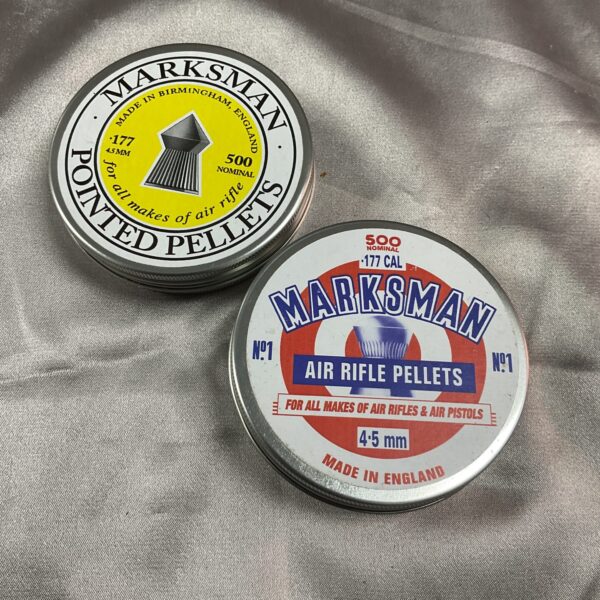 MARKSMAN
MADE IN BIRMINGHAM, ENGLAND
.177
4.5 MM
500
NOMINAL
for all makes of air rifle
POINTED PELLETS
500
NOMINAL
.177 CAL
MARKSMAN
Nº1
Nº1
AIR RIFLE PELLETS
FOR ALL MAKES OF AIR RIFLES & AIR PISTOLS
4·5 mm
MADE IN ENGLAND